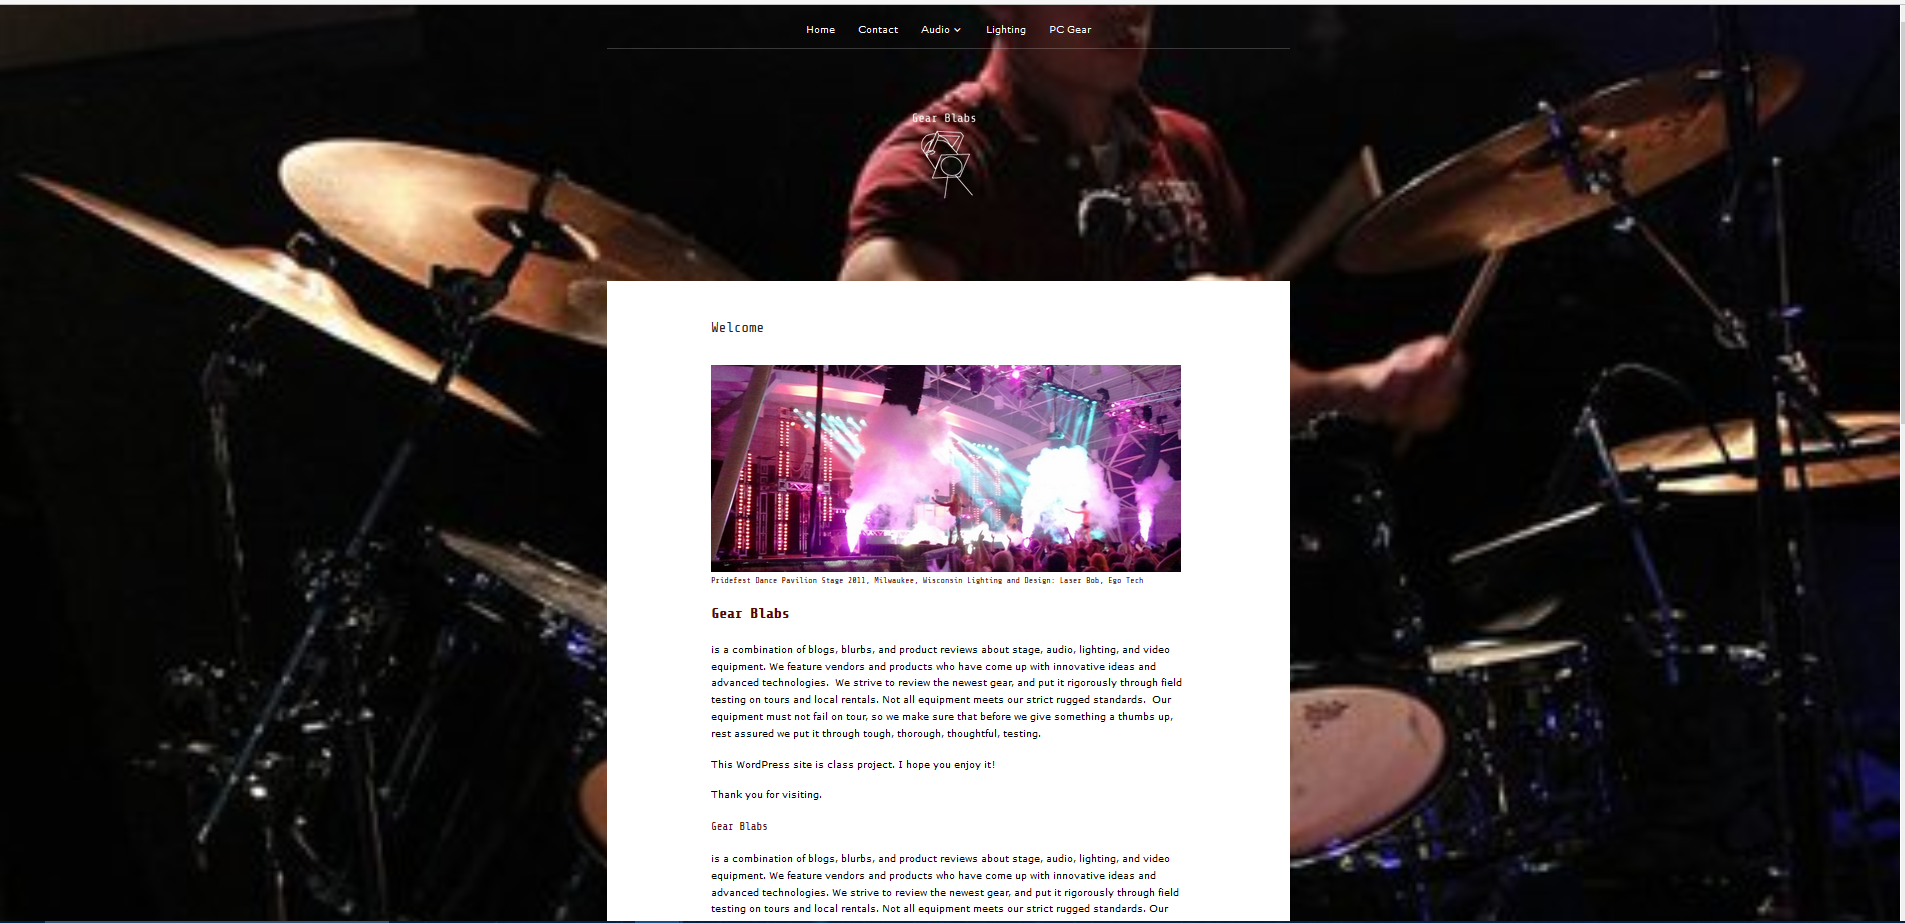 Home Contact Audio Lighting PC Gear
Gear Blabs
Welcome
Pridefest Dance Pavilion Stage 2011, Milwaukee, Wisconsin Lighting and Design: Laser Bob, Ego Tech
Gear Blabs
is a combination of blogs, blurbs, and product reviews about stage, audio, lighting, and video
equipment. We feature vendors and products who have come up with innovative ideas and
advanced technologies.  We strive to review the newest gear, and put it rigorously through field
testing on tours and local rentals. Not all equipment meets our strict rugged standards.  Our
equipment must not fail on tour, so we make sure that before we give something a thumbs up,
rest assured we put it through tough, thorough, thoughtful, testing.
This WordPress site is class project. I hope you enjoy it!
Thank you for visiting.
Gear Blabs
is a combination of blogs, blurbs, and product reviews about stage, audio, lighting, and video
equipment. We feature vendors and products who have come up with innovative ideas and
advanced technologies. We strive to review the newest gear, and put it rigorously through field
testing on tours and local rentals. Not all equipment meets our strict rugged standards. Our